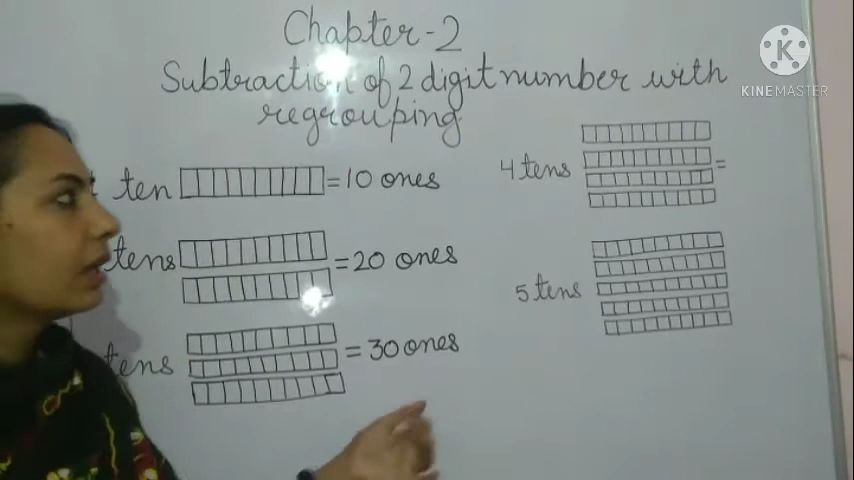 Chapter-2
Subtraction of 2 digit number with
regrouping
ten = 10 ones
tens = 20 ones
tens = 30 ones
4 tens =
5 tens
K
KINEMASTER